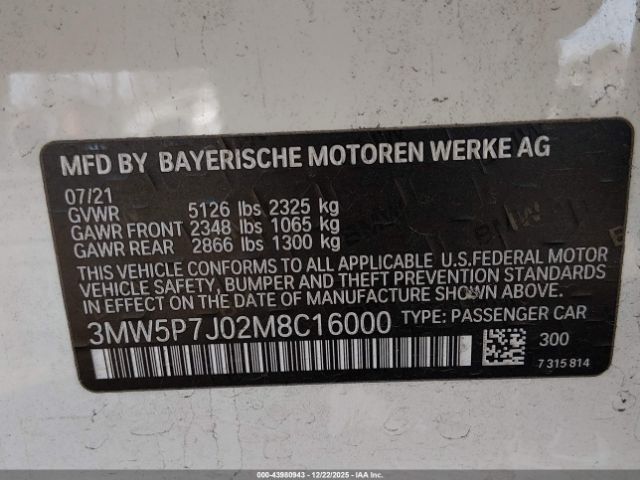 MFD BY BAYERISCHE MOTOREN WERKE AG
07/21
GVWR 5126 lbs 2325 kg
GAWR FRONT 2348 lbs 1065 kg
GAWR REAR 2866 lbs 1300 kg
THIS VEHICLE CONFORMS TO ALL APPLICABLE U.S.FEDERAL MOTOR
VEHICLE SAFETY, BUMPER, AND THEFT PREVENTION STANDARDS
IN EFFECT ON THE DATE OF MANUFACTURE SHOWN ABOVE.
3MW5P7J02M8C16000 TYPE: PASSENGER CAR
300
7 315 814
000-43980943 - 12/22/2025 - IAAI.COM